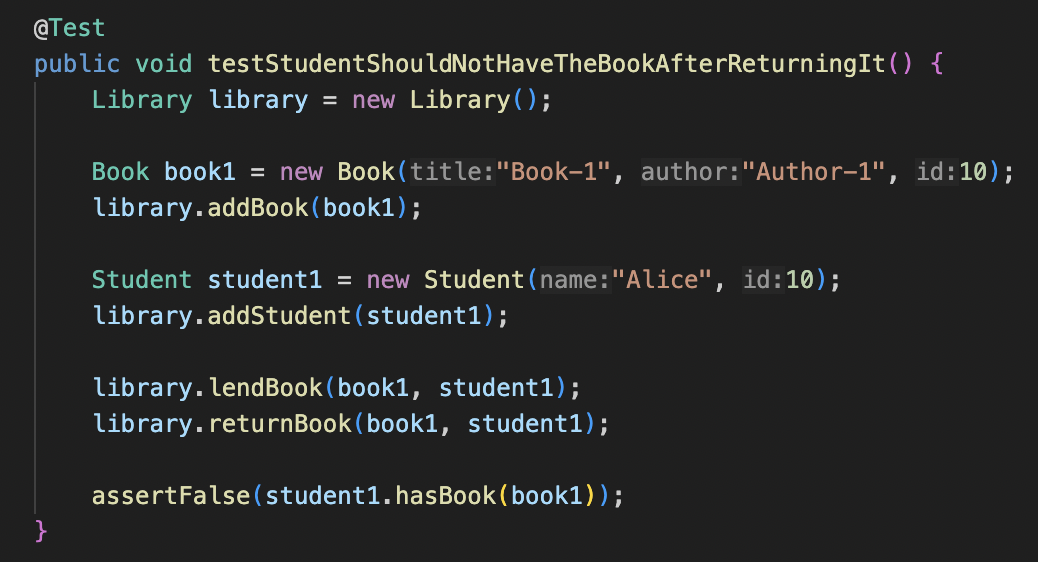 @Test
public void testStudentShouldNotHaveTheBookAfterReturningIt() {
    Library library = new Library();

    Book book1 = new Book(title:"Book-1", author:"Author-1", id:10);
    library.addBook(book1);

    Student student1 = new Student(name:"Alice", id:10);
    library.addStudent(student1);

    library.lendBook(book1, student1);
    library.returnBook(book1, student1);

    assertFalse(student1.hasBook(book1));
}